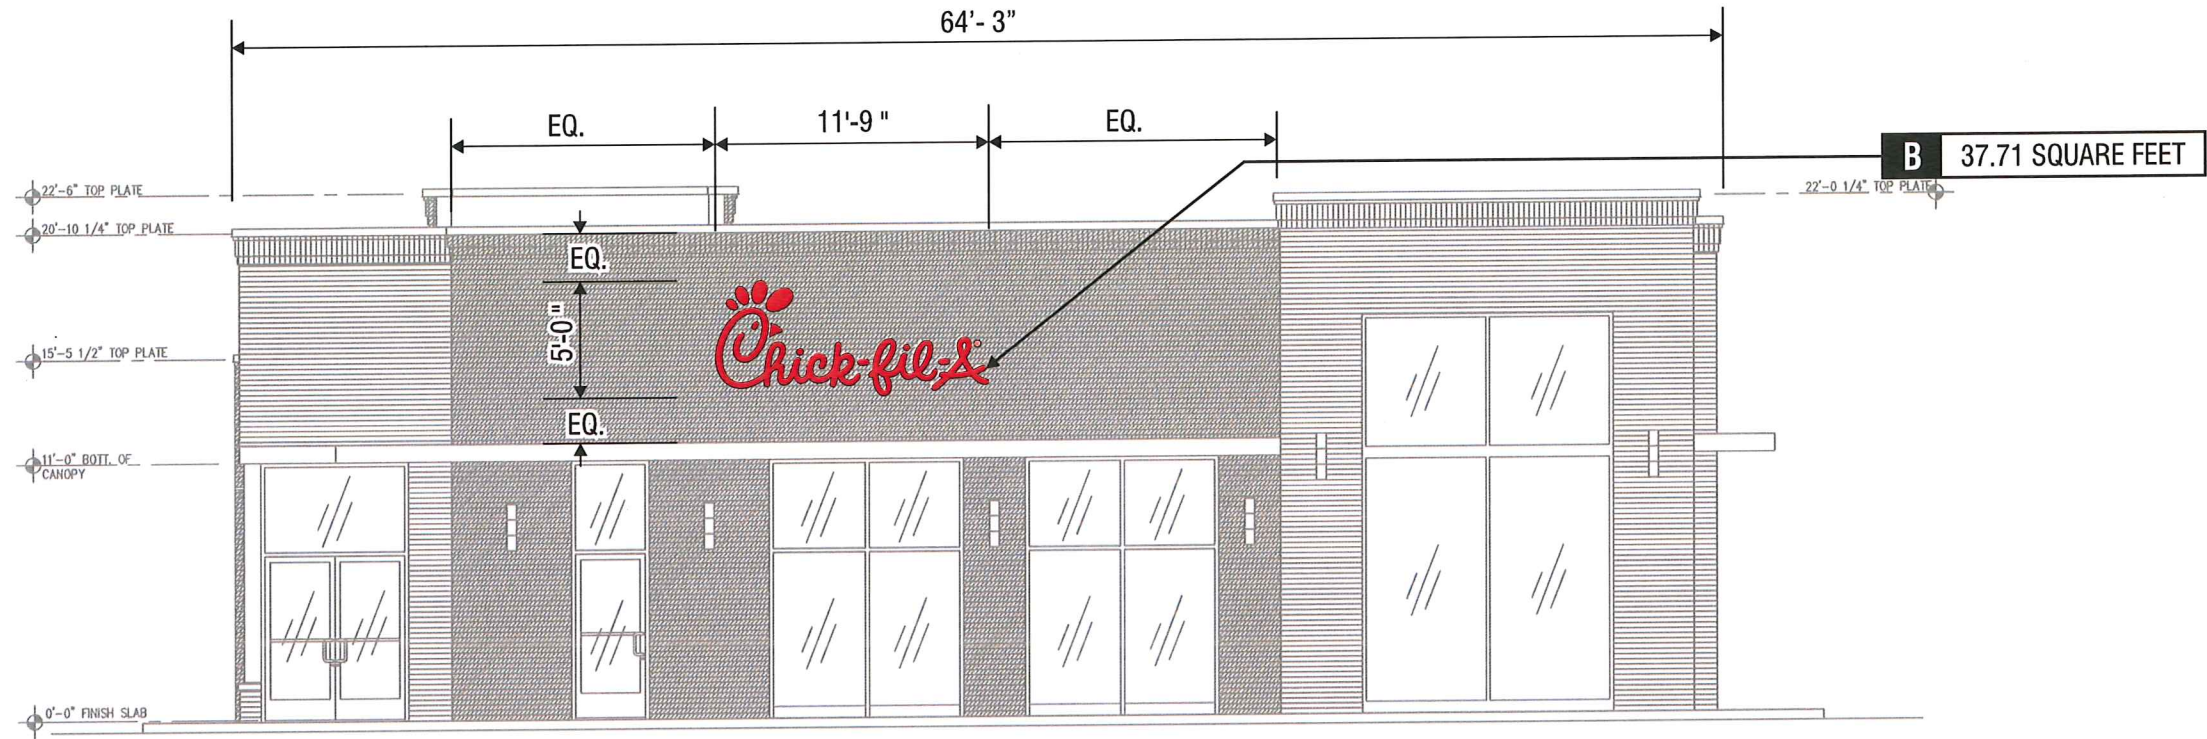 64'- 3"
EQ.
11'-9 "
EQ.
B 37.71 SQUARE FEET
22'-6" TOP PLATE
22'-0 1/4" TOP PLATE
20'-10 1/4" TOP PLATE
EQ.
5'-0 "
Chick-fil-A
15'-5 1/2" TOP PLATE
EQ.
11'-0" BOTT. OF
CANOPY
0'-0" FINISH SLAB